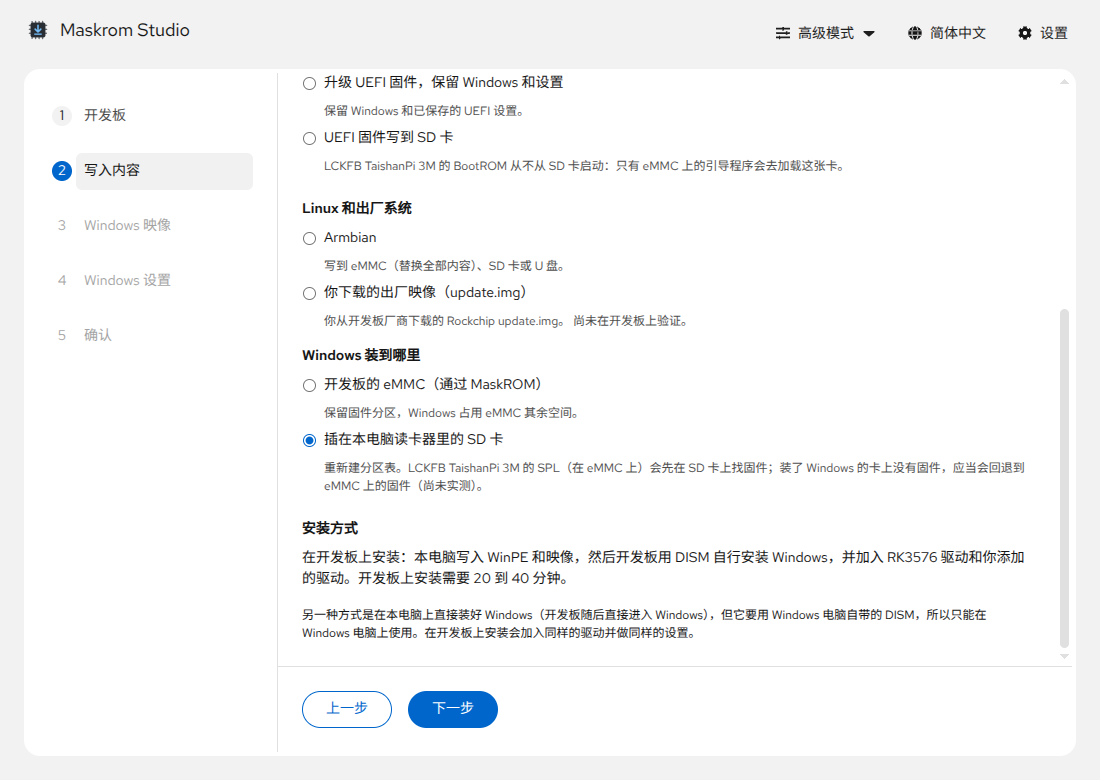 Maskrom Studio
高级模式
简体中文
设置
1 开发板
2 写入内容
3 Windows 映像
4 Windows 设置
5 确认
升级 UEFI 固件，保留 Windows 和设置
保留 Windows 和已保存的 UEFI 设置。
UEFI 固件写到 SD 卡
LCKFB TaishanPi 3M 的 BootROM 从不从 SD 卡启动：只有 eMMC 上的引导程序会去加载这张卡。
Linux 和出厂系统
Armbian
写到 eMMC（替换全部内容）、SD 卡或 U 盘。
你下载的出厂映像（update.img）
你从开发板厂商下载的 Rockchip update.img。 尚未在开发板上验证。
Windows 装到哪里
开发板的 eMMC（通过 MaskROM）
保留固件分区，Windows 占用 eMMC 其余空间。
插在本电脑读卡器里的 SD 卡
重新建分区表。LCKFB TaishanPi 3M 的 SPL（在 eMMC 上）会先在 SD 卡上找固件；装了 Windows 的卡上没有固件，应当会回退到
eMMC 上的固件（尚未实测）。
安装方式
在开发板上安装：本电脑写入 WinPE 和映像，然后开发板用 DISM 自行安装 Windows，并加入 RK3576 驱动和你添加
的驱动。开发板上安装需要 20 到 40 分钟。
另一种方式是在本电脑上直接装好 Windows（开发板随后直接进入 Windows），但它要用 Windows 电脑自带的 DISM，所以只能在
Windows 电脑上使用。在开发板上安装会加入同样的驱动并做同样的设置。
上一步
下一步